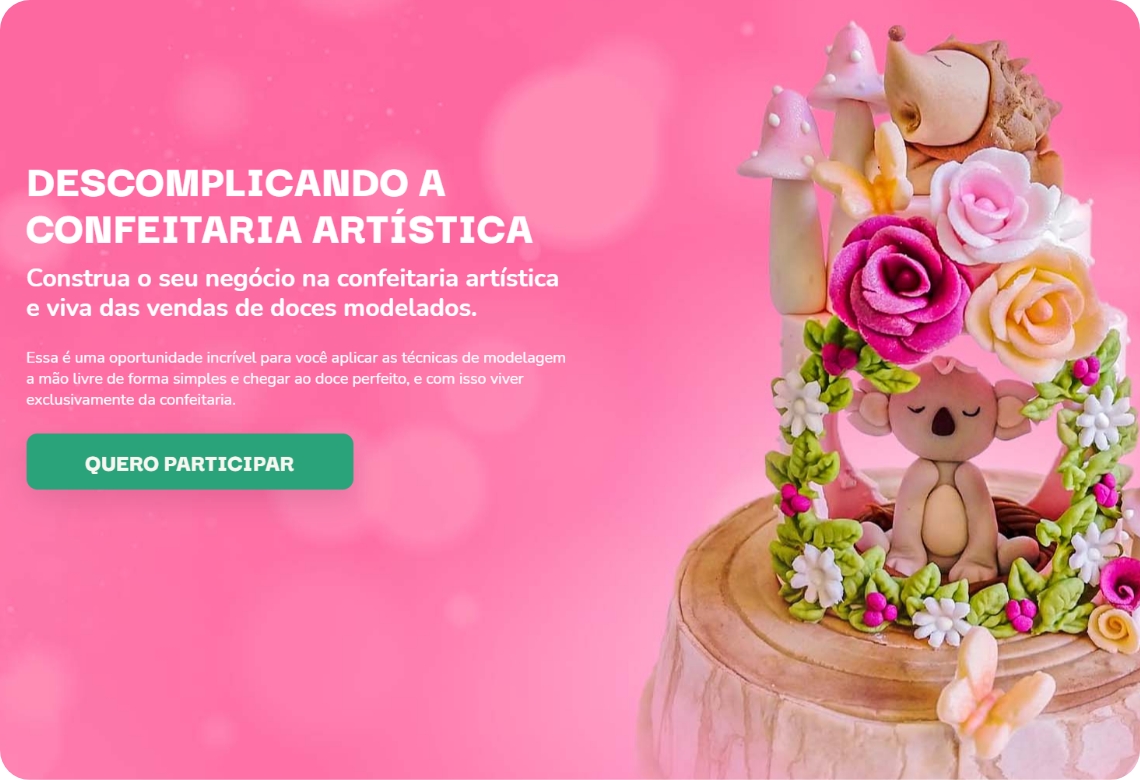 DESCOMPLICANDO A
CONFEITARIA ARTÍSTICA
Construa o seu negócio na confeitaria artística
e viva das vendas de doces modelados.
Essa é uma oportunidade incrível para você aplicar as técnicas de modelagem
a mão livre de forma simples e chegar ao doce perfeito, e com isso viver
exclusivamente da confeitaria.
QUERO PARTICIPAR